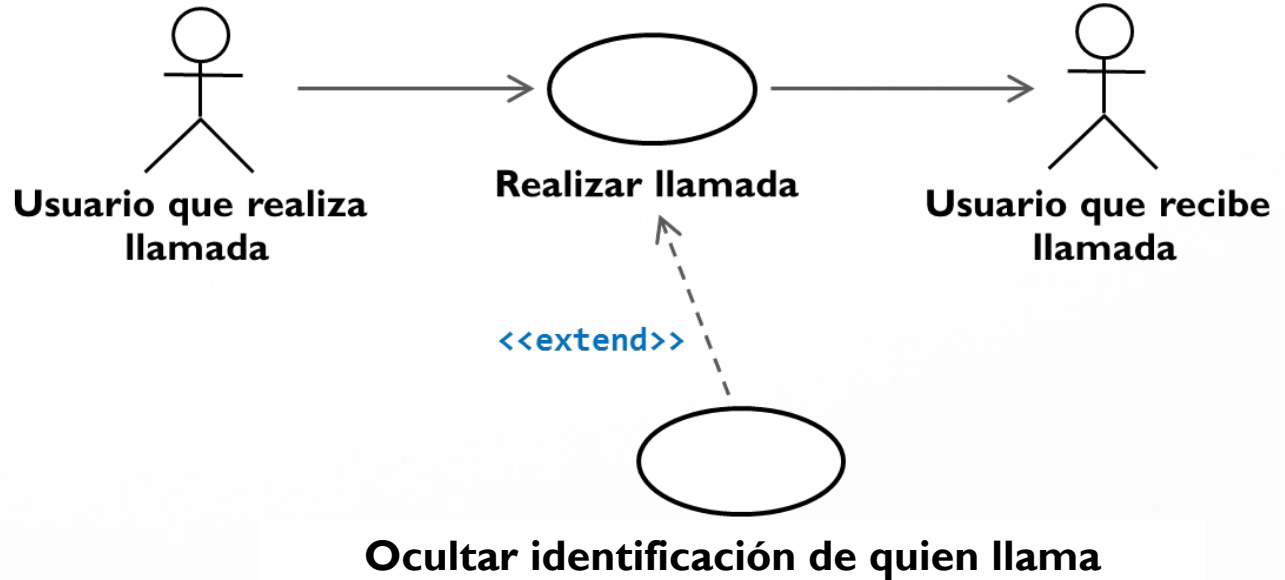 Usuario que realiza
llamada
Realizar llamada
Usuario que recibe
llamada
<<extend>>
Ocultar identificación de quien llama